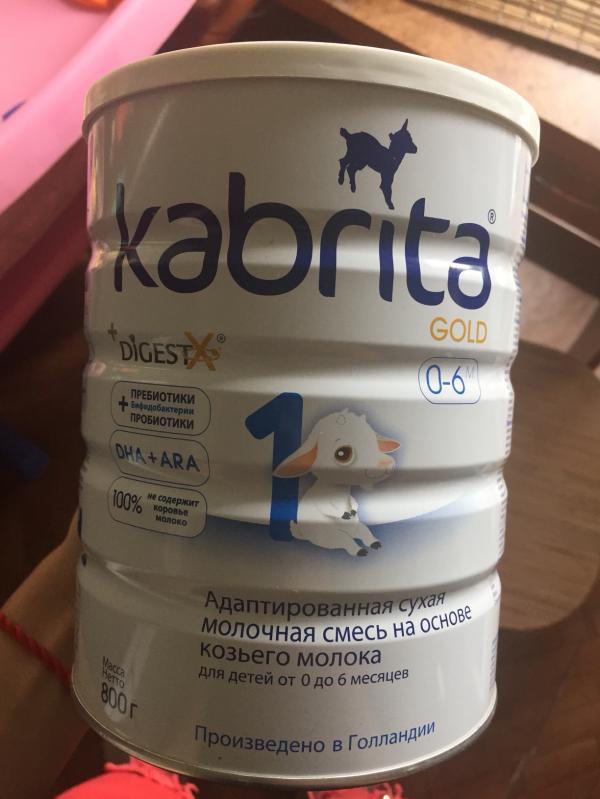 kabrita®
GOLD
+DIGESTX®
0-6M
ПРЕБИОТИКИ
+ Бифидобактерии
ПРОБИОТИКИ
DHA + ARA
100% не содержит
коровье
молоко
1
Адаптированная сухая
молочная смесь на основе
козьего молока
для детей от 0 до 6 месяцев
Масса
Нетто
800 г
Произведено в Голландии